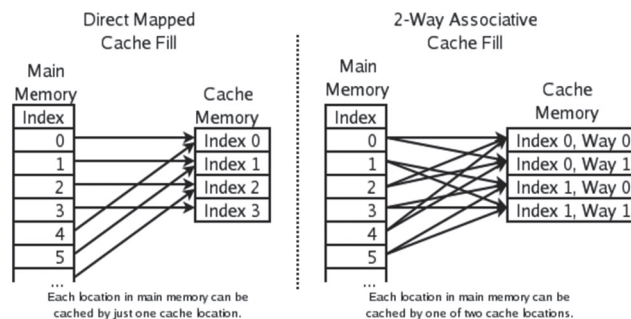 Direct Mapped
Cache Fill
Main
Memory
Index
0
1
2
3
4
5
...
Cache
Memory
Index 0
Index 1
Index 2
Index 3
Each location in main memory can be
cached by just one cache location.
2-Way Associative
Cache Fill
Main
Memory
Index
0
1
2
3
4
5
...
Cache
Memory
Index 0, Way 0
Index 0, Way 1
Index 1, Way 0
Index 1, Way 1
Each location in main memory can be
cached by one of two cache locations.